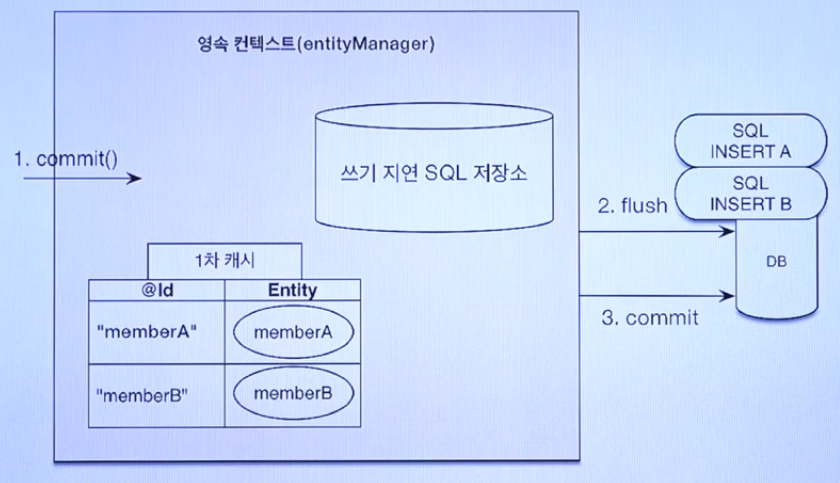 영속 컨텍스트(entityManager)
1. commit()
쓰기 지연 SQL 저장소
SQL
INSERT A
SQL
INSERT B
2. flush
DB
3. commit
1차 캐시
@Id Entity
"memberA" memberA
"memberB" memberB